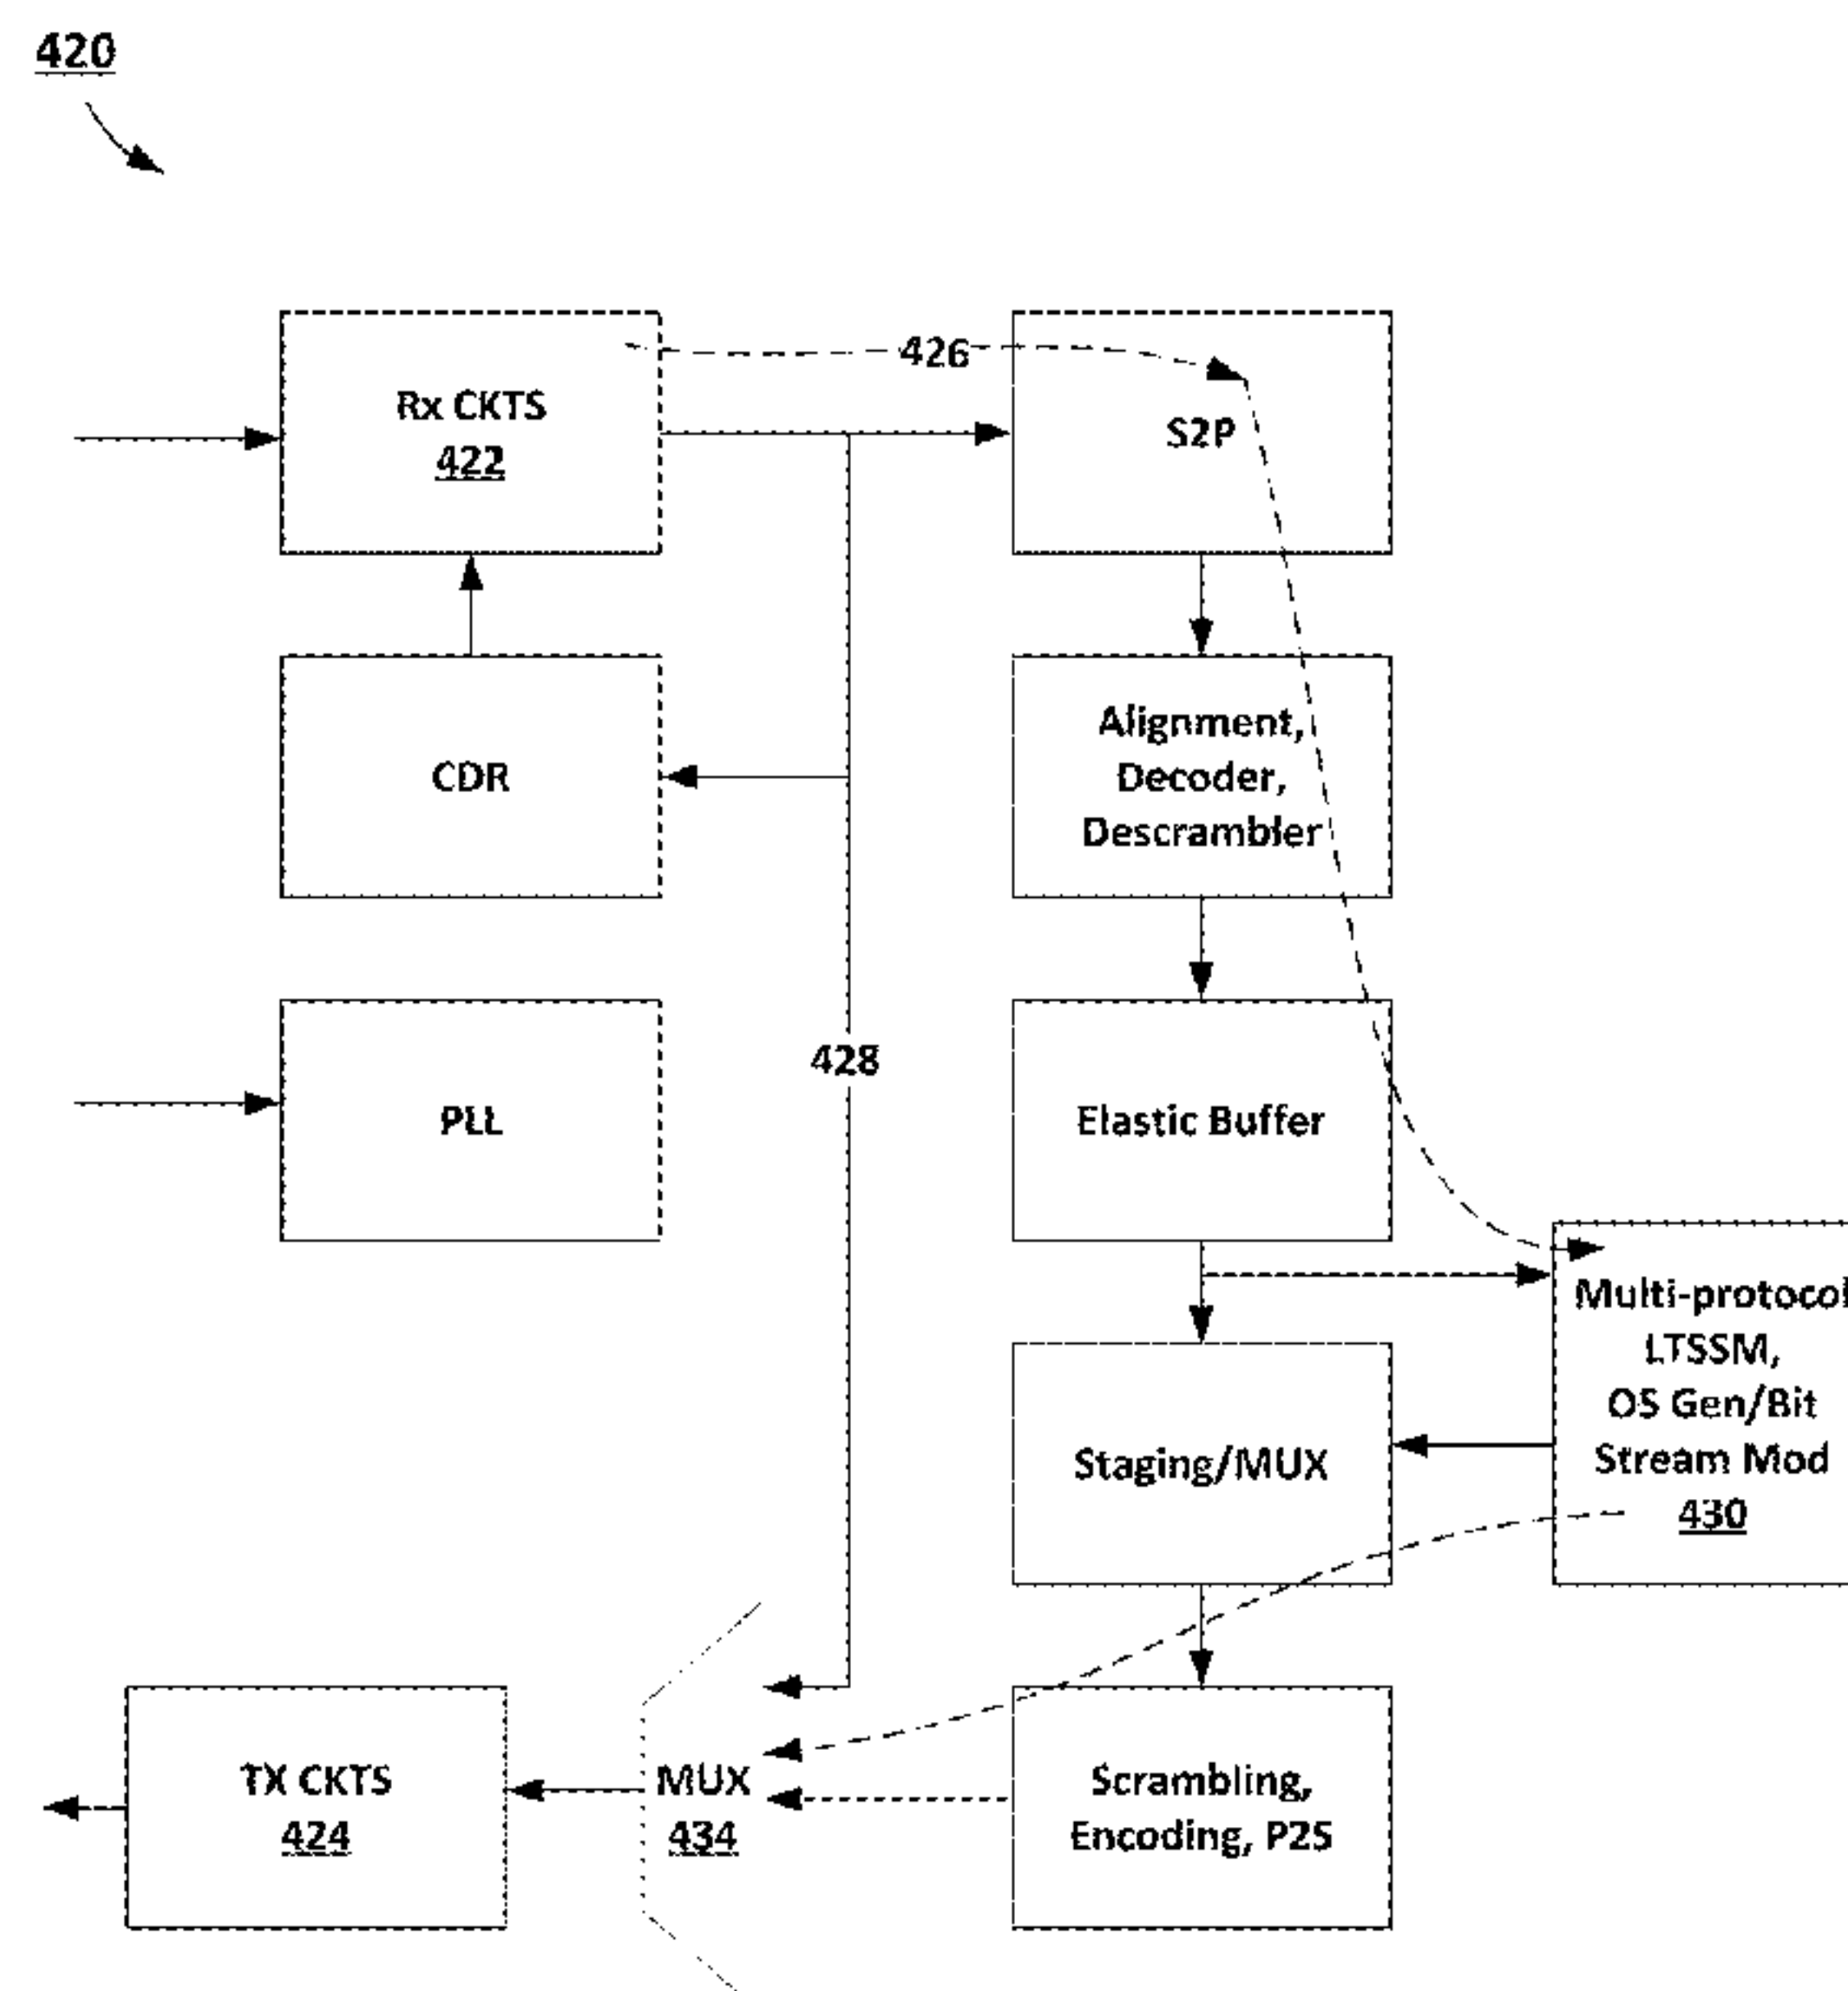 420
426
Rx CKTS
422
S2P
CDR
Alignment,
Decoder,
Descrambler
428
PLL
Elastic Buffer
Multi-protocol
LTSSM,
OS Gen/Bit
Stream Mod
430
Staging/MUX
TX CKTS
424
MUX
434
Scrambling,
Encoding, P2S